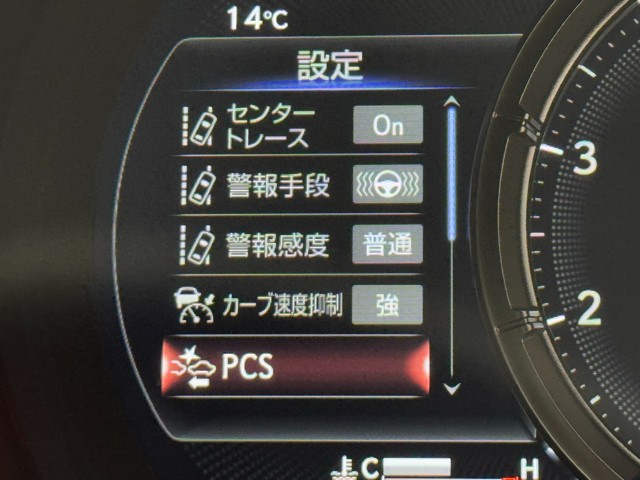 14℃
設定
センター
トレース
On
警報手段
警報感度
普通
カーブ速度抑制
強
PCS
3
2
C
H